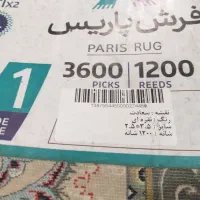 X2
فرش پاریس
PARIS RUG
3600 | 1200
PICKS REEDS
1
نقشه : سعادت
رنگ : نقره ای
سایز : ۳.۵ × ۲.۵
شانه : ۱۲۰۰ شانه